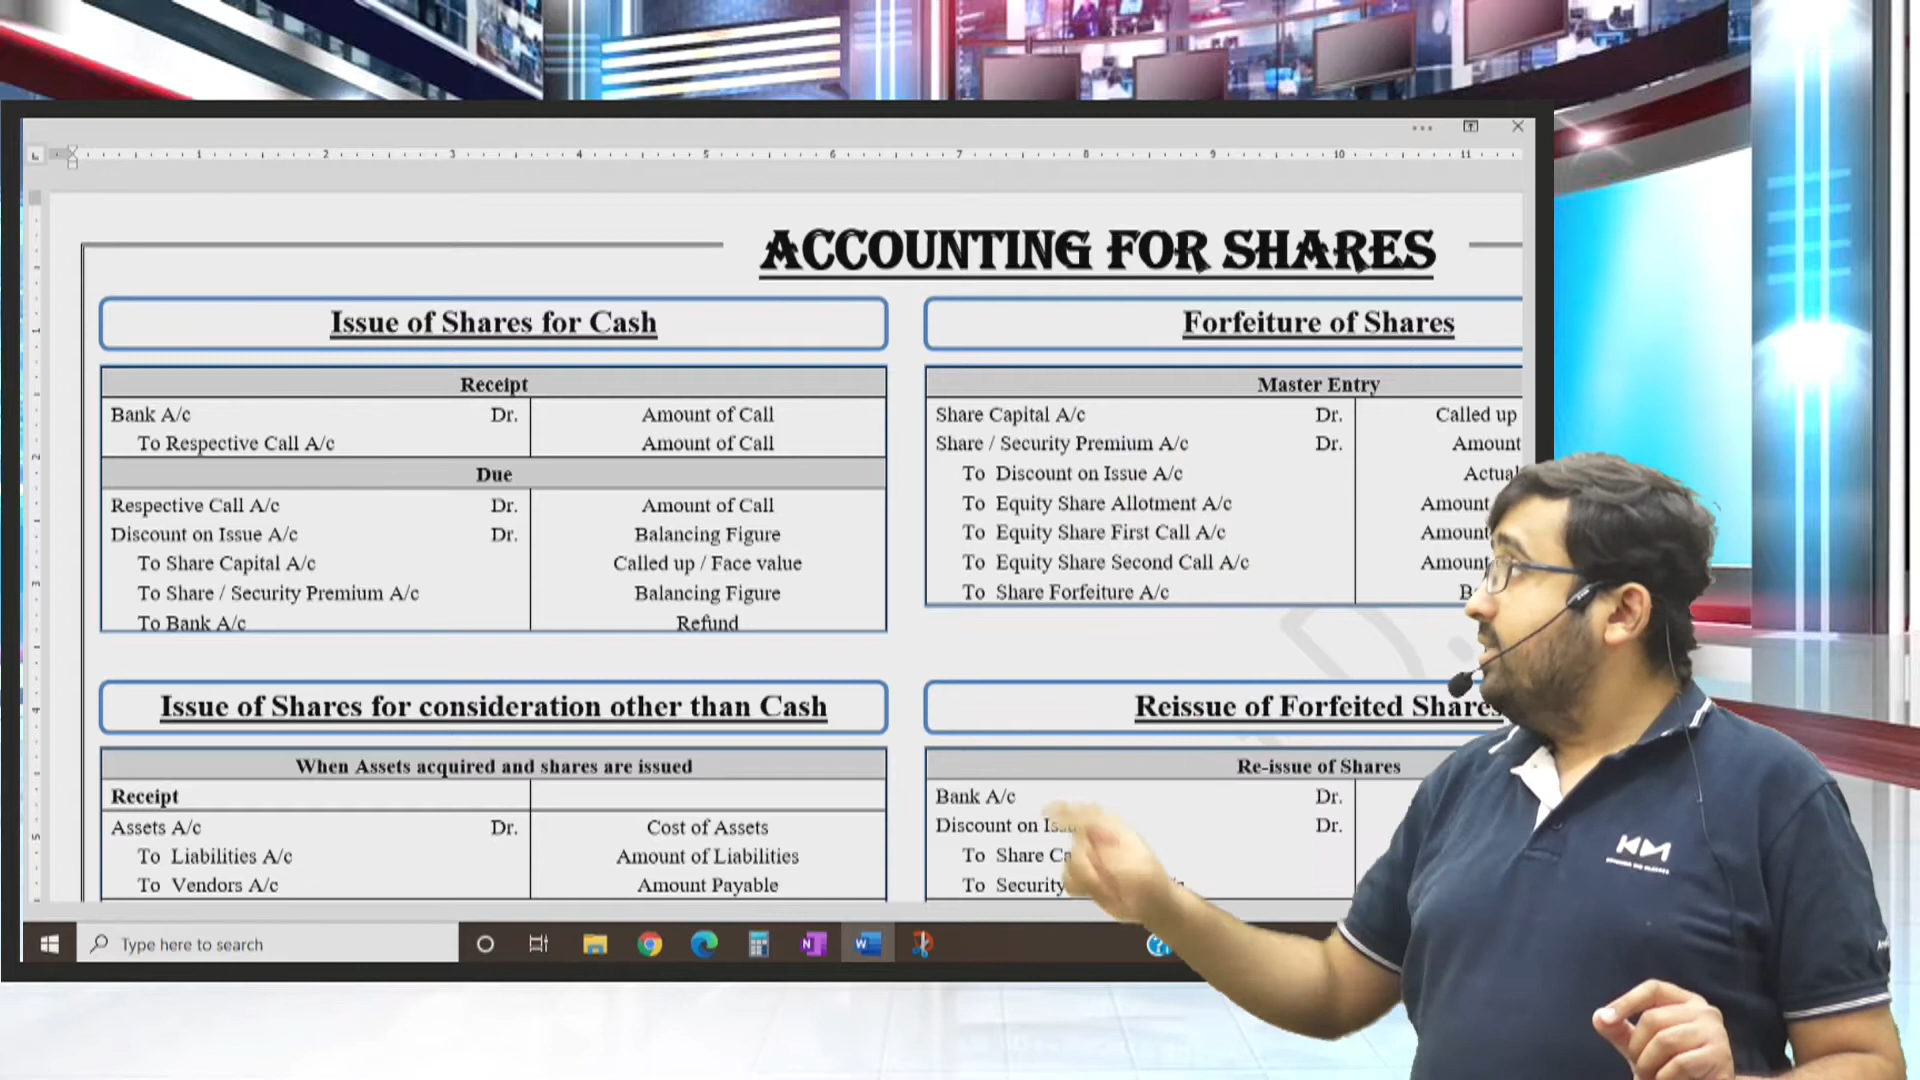 ACCOUNTING FOR SHARES
Issue of Shares for Cash
Receipt
Bank A/c Dr. Amount of Call
To Respective Call A/c Amount of Call
Due
Respective Call A/c Dr. Amount of Call
Discount on Issue A/c Dr. Balancing Figure
To Share Capital A/c Called up / Face value
To Share / Security Premium A/c Balancing Figure
To Bank A/c Refund
Issue of Shares for consideration other than Cash
When Assets acquired and shares are issued
Receipt
Assets A/c Dr. Cost of Assets
To Liabilities A/c Amount of Liabilities
To Vendors A/c Amount Payable
Forfeiture of Shares
Master Entry
Share Capital A/c Dr. Called up
Share / Security Premium A/c Dr. Amount
To Discount on Issue A/c Actual
To Equity Share Allotment A/c Amount
To Equity Share First Call A/c Amount
To Equity Share Second Call A/c Amount
To Share Forfeiture A/c
Reissue of Forfeited Shares
Re-issue of Shares
Bank A/c Dr.
Discount on Dr.
To Share
To Security
Type here to search
KM